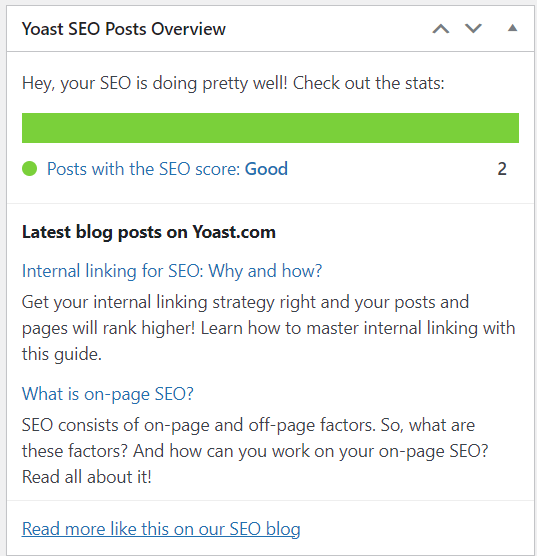 Yoast SEO Posts Overview
Hey, your SEO is doing pretty well! Check out the stats:
Posts with the SEO score: Good 2
Latest blog posts on Yoast.com
Internal linking for SEO: Why and how?
Get your internal linking strategy right and your posts and
pages will rank higher! Learn how to master internal linking with
this guide.
What is on-page SEO?
SEO consists of on-page and off-page factors. So, what are
these factors? And how can you work on your on-page SEO?
Read all about it!
Read more like this on our SEO blog